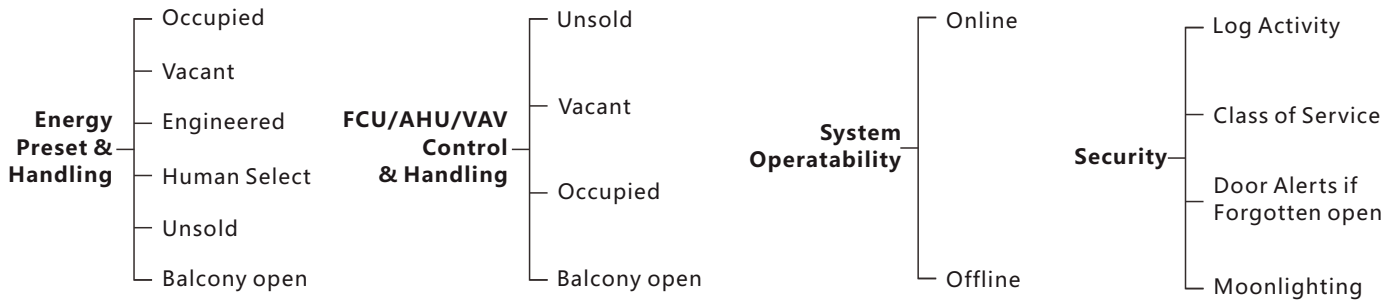 Energy
Preset &
Handling
Occupied
Vacant
Engineered
Human Select
Unsold
Balcony open
FCU/AHU/VAV
Control
& Handling
Unsold
Vacant
Occupied
Balcony open
System
Operatability
Online
Offline
Security
Log Activity
Class of Service
Door Alerts if
Forgotten open
Moonlighting